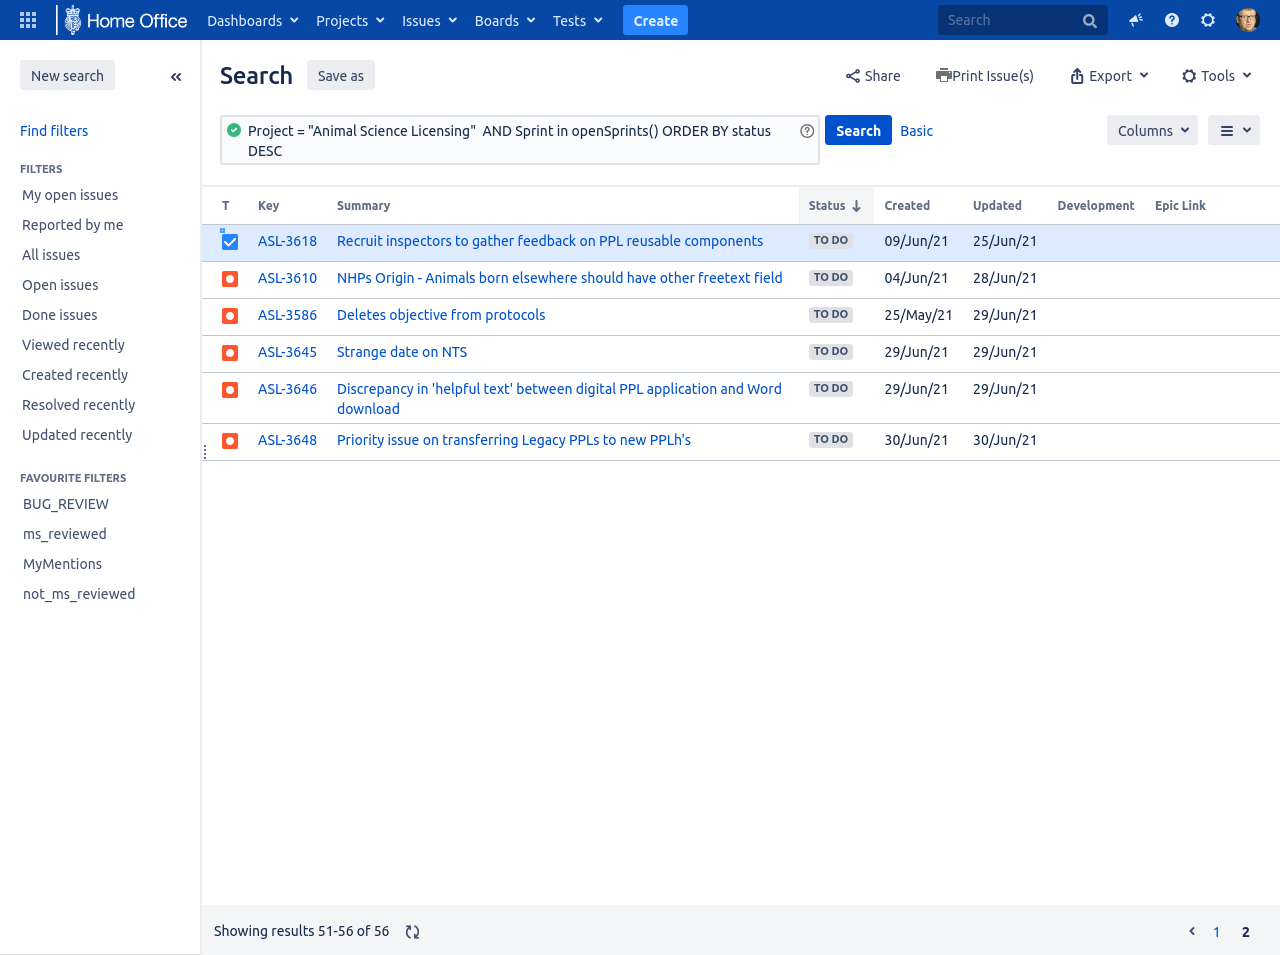 Home Office Dashboards Projects Issues Boards Tests Create Search
New search
Find filters
FILTERS
My open issues
Reported by me
All issues
Open issues
Done issues
Viewed recently
Created recently
Resolved recently
Updated recently
FAVOURITE FILTERS
BUG_REVIEW
ms_reviewed
MyMentions
not_ms_reviewed
Search Save as Share Print Issue(s) Export Tools
Project = "Animal Science Licensing"  AND Sprint in openSprints() ORDER BY status
DESC
Search Basic Columns
T Key Summary Status Created Updated Development Epic Link
ASL-3618 Recruit inspectors to gather feedback on PPL reusable components TO DO 09/Jun/21 25/Jun/21
ASL-3610 NHPs Origin - Animals born elsewhere should have other freetext field TO DO 04/Jun/21 28/Jun/21
ASL-3586 Deletes objective from protocols TO DO 25/May/21 29/Jun/21
ASL-3645 Strange date on NTS TO DO 29/Jun/21 29/Jun/21
ASL-3646 Discrepancy in 'helpful text' between digital PPL application and Word TO DO 29/Jun/21 29/Jun/21
download
ASL-3648 Priority issue on transferring Legacy PPLs to new PPLh's TO DO 30/Jun/21 30/Jun/21
Showing results 51-56 of 56 1 2